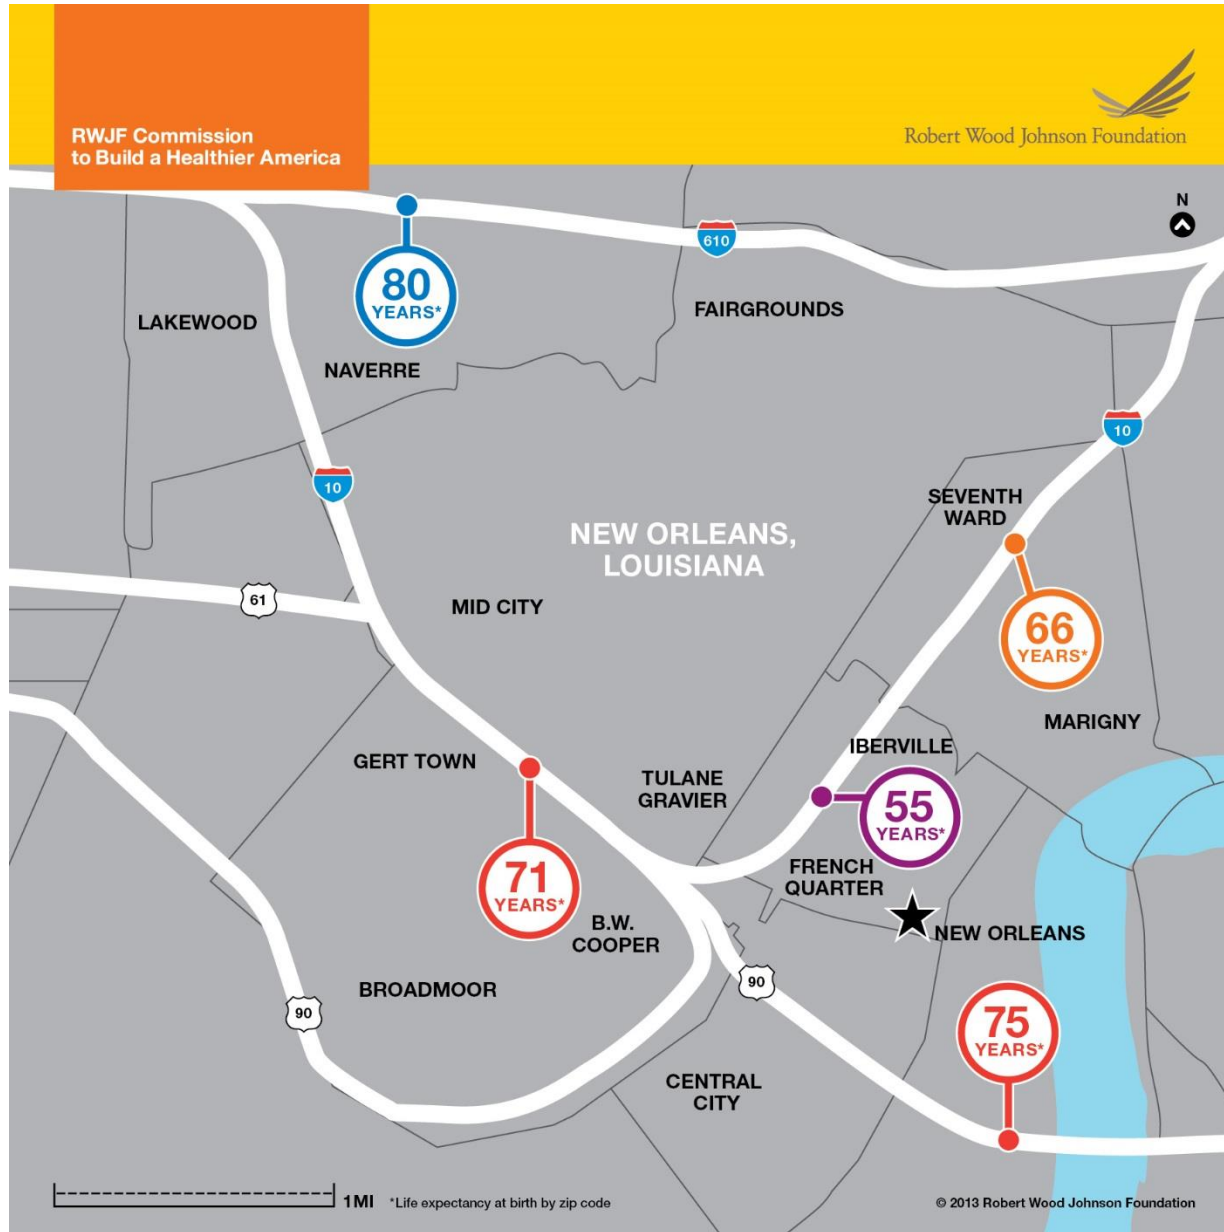 RWJF Commission
to Build a Healthier America
Robert Wood Johnson Foundation
N
80
YEARS*
610
LAKEWOOD
FAIRGROUNDS
NAVERRE
10
10
SEVENTH
WARD
NEW ORLEANS,
LOUISIANA
61
MID CITY
66
YEARS*
MARIGNY
IBERVILLE
GERT TOWN
TULANE
GRAVIER
55
YEARS*
71
YEARS*
FRENCH
QUARTER
B.W.
COOPER
NEW ORLEANS
BROADMOOR
90
90
75
YEARS*
CENTRAL
CITY
1MI
*Life expectancy at birth by zip code
© 2013 Robert Wood Johnson Foundation